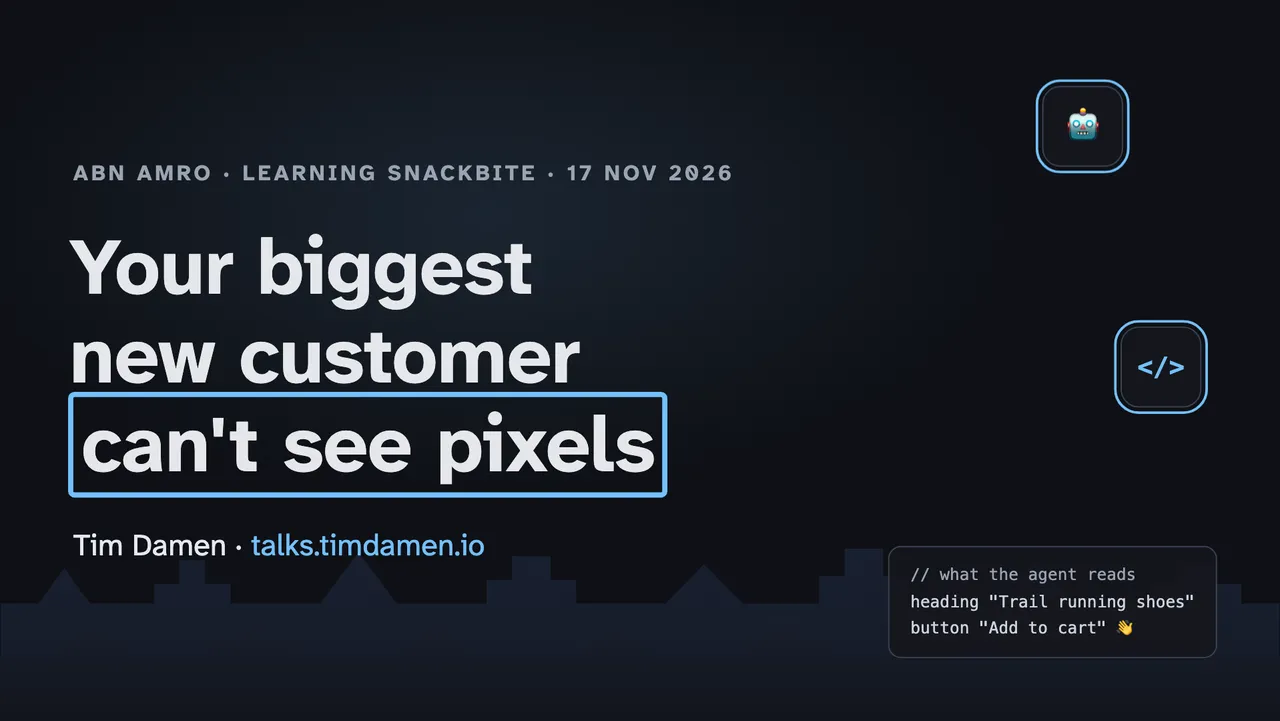 ABN AMRO · LEARNING SNACKBITE · 17 NOV 2026
Your biggest
new customer
can't see pixels
Tim Damen · talks.timdamen.io
</>
// what the agent reads
heading "Trail running shoes"
button "Add to cart" 👋